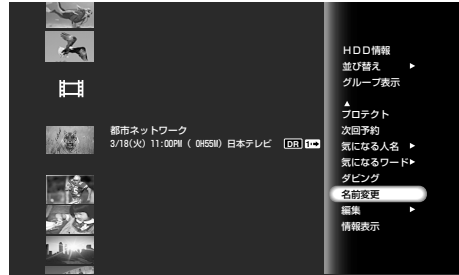 都市ネットワーク
3/18(火) 11:00PM ( 0H55M) 日本テレビ DR
HDD情報
並び替え
グループ表示
プロテクト
次回予約
気になる人名
気になるワード
ダビング
名前変更
編集
情報表示